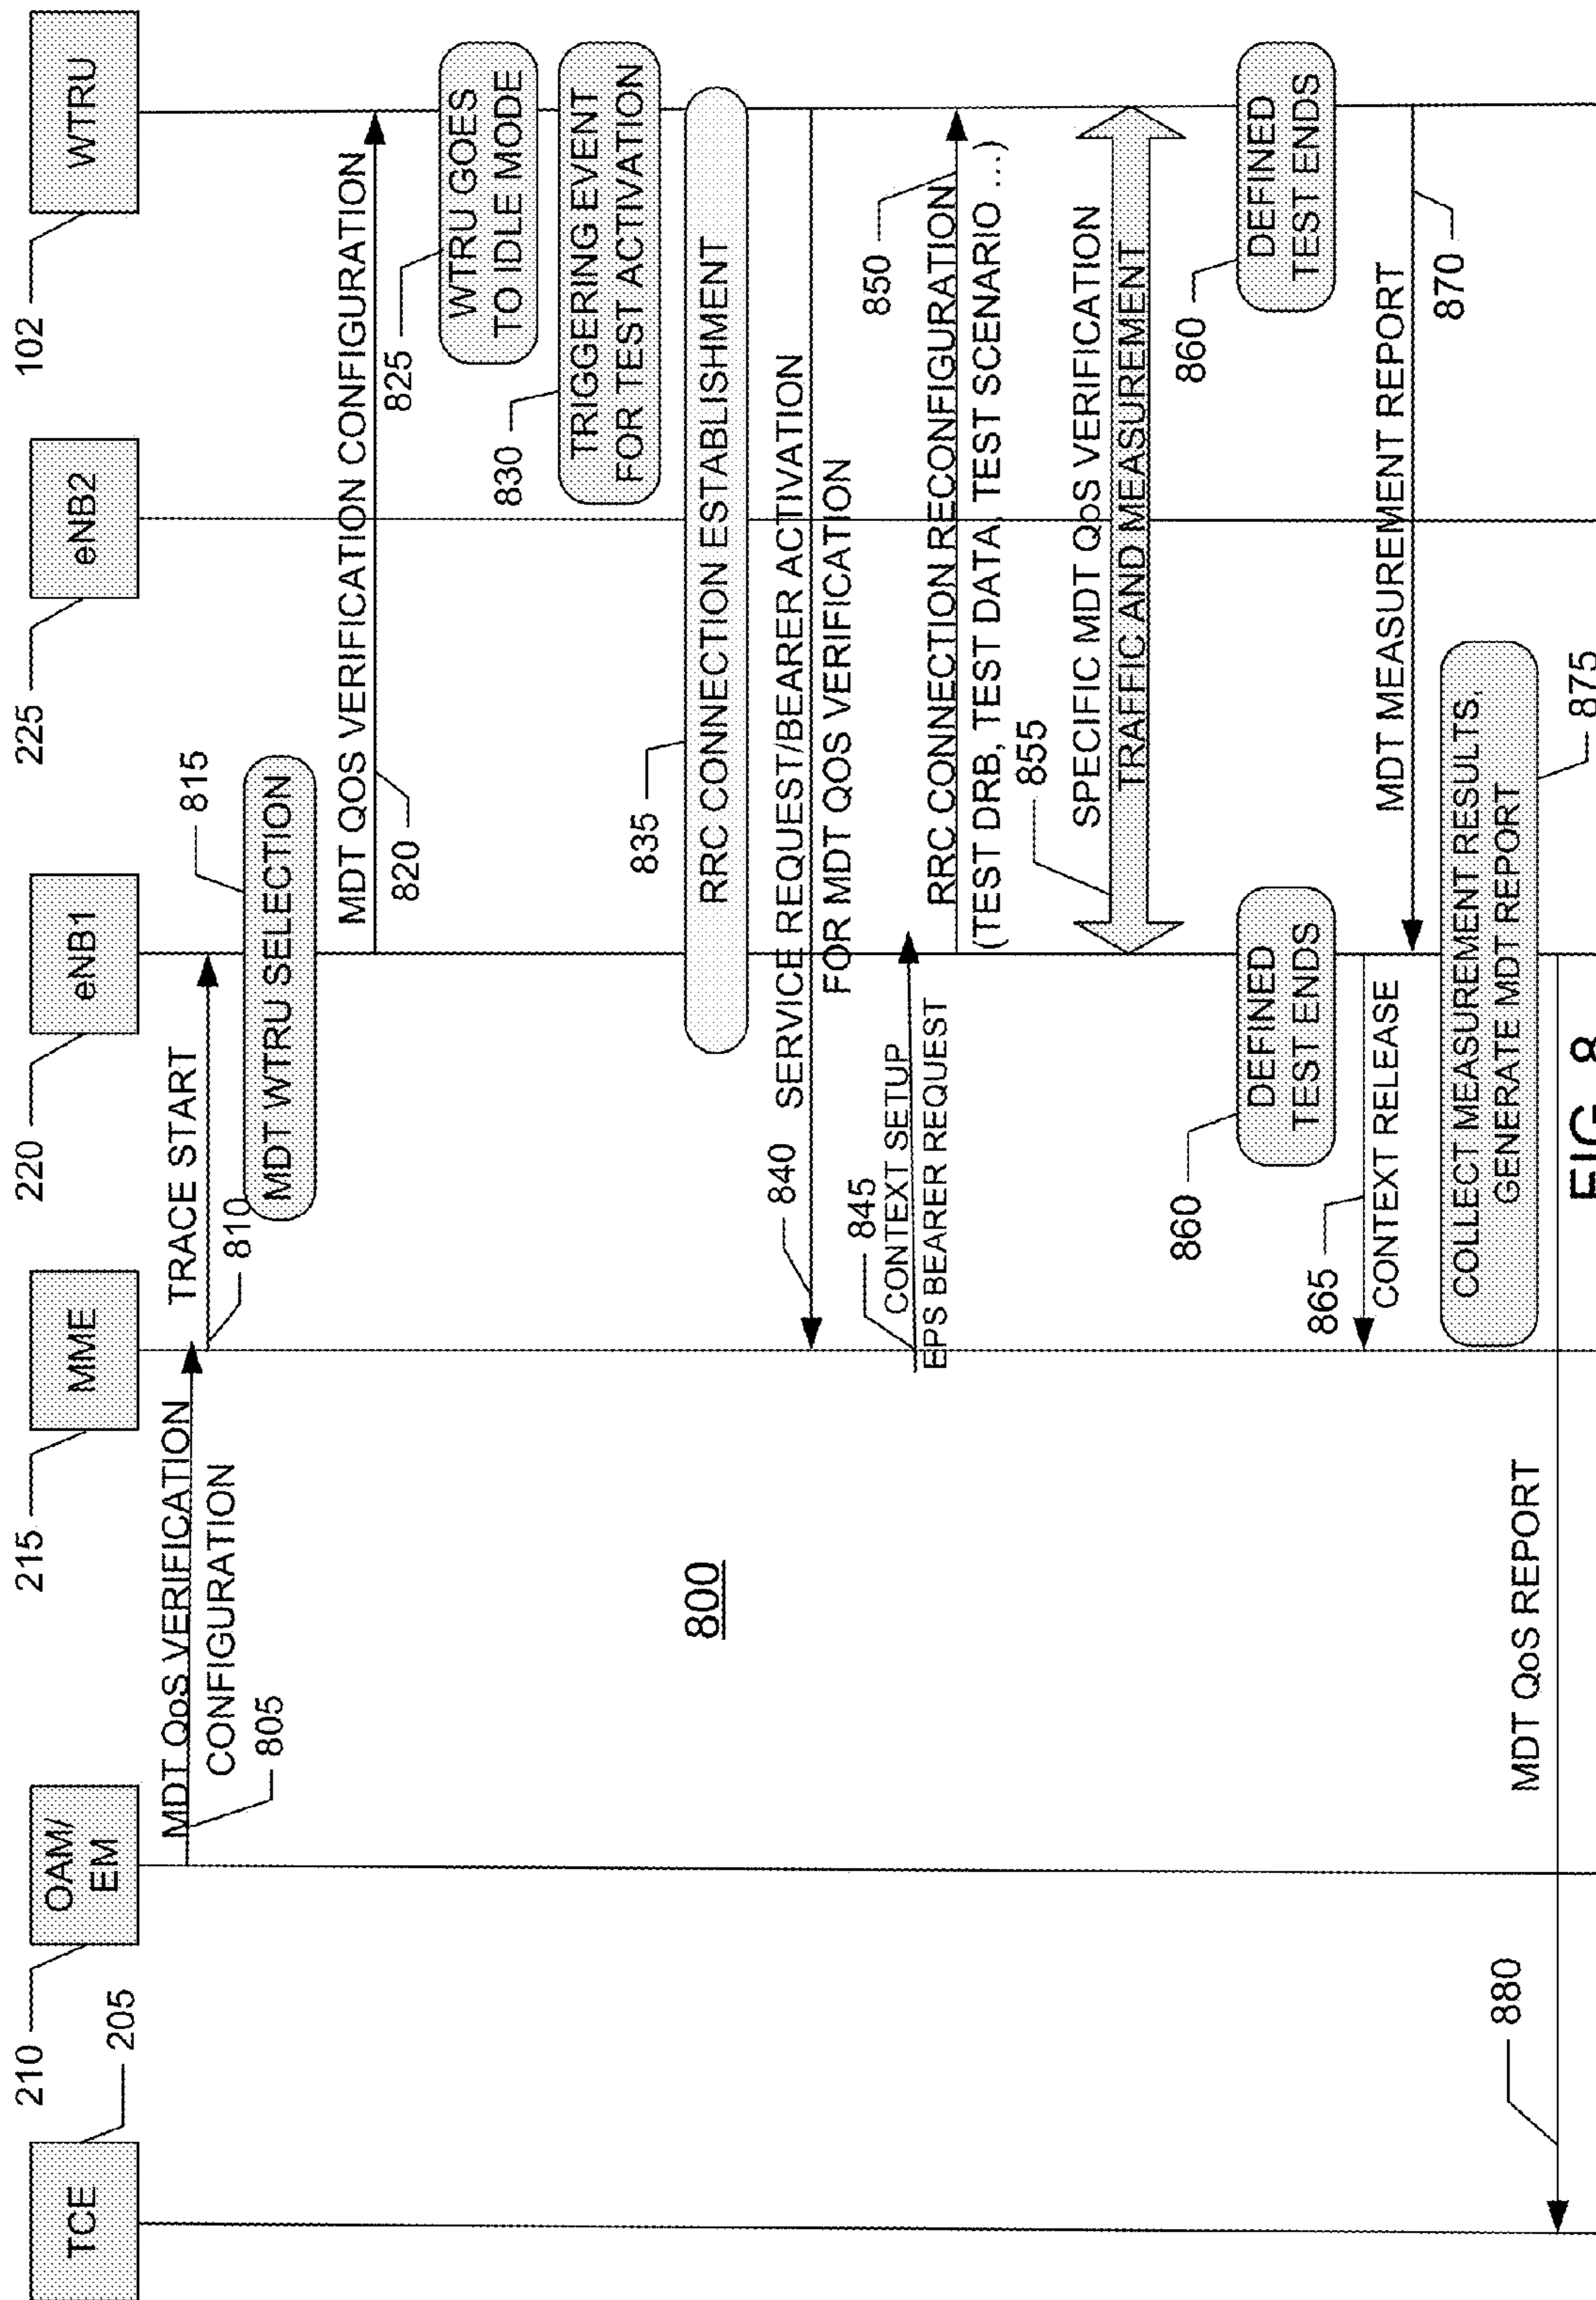 205
210
215
220
225
102
TCE
OAM/
EM
MME
eNB1
eNB2
WTRU
MDT QoS VERIFICATION
CONFIGURATION
805
TRACE START
810
815
MDT WTRU SELECTION
MDT QOS VERIFICATION CONFIGURATION
820
825
WTRU GOES
TO IDLE MODE
830
TRIGGERING EVENT
FOR TEST ACTIVATION
835
RRC CONNECTION ESTABLISHMENT
800
840
SERVICE REQUEST/BEARER ACTIVATION
FOR MDT QOS VERIFICATION
845
CONTEXT SETUP
EPS BEARER REQUEST
850
RRC CONNECTION RECONFIGURATION
(TEST DRB, TEST DATA, TEST SCENARIO ...)
855
SPECIFIC MDT QoS VERIFICATION
TRAFFIC AND MEASUREMENT
860
DEFINED
TEST ENDS
860
DEFINED
TEST ENDS
865
CONTEXT RELEASE
MDT MEASUREMENT REPORT
870
COLLECT MEASUREMENT RESULTS,
GENERATE MDT REPORT
875
MDT QoS REPORT
880
FIG. 8